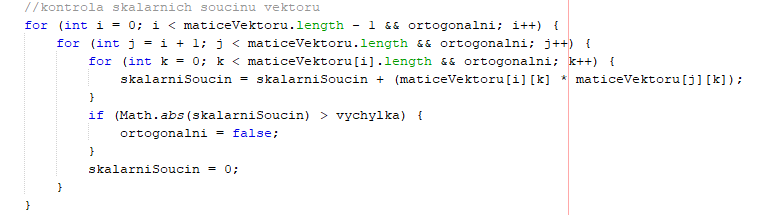 //kontrola skalarnich soucinu vektoru
for (int i = 0; i < maticeVektoru.length - 1 && ortogonalni; i++) {
for (int j = i + 1; j < maticeVektoru.length && ortogonalni; j++) {
for (int k = 0; k < maticeVektoru[i].length && ortogonalni; k++) {
skalarniSoucin = skalarniSoucin + (maticeVektoru[i][k] * maticeVektoru[j][k]);
}
if (Math.abs(skalarniSoucin) > vychylka) {
ortogonalni = false;
}
skalarniSoucin = 0;
}
}